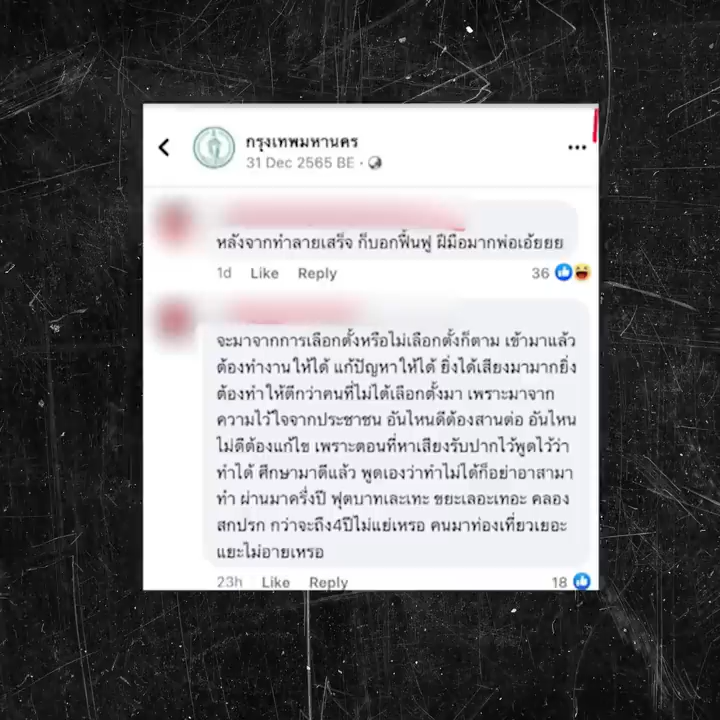 กรุงเทพมหานคร
31 Dec 2565 BE ·
หลังจากทำลายเสร็จ ก็บอกฟื้นฟู ฝีมือมากพ่อเอ้ยยย
1d Like Reply 36
จะมาจากการเลือกตั้งหรือไม่เลือกตั้งก็ตาม เข้ามาแล้ว
ต้องทำงานให้ได้ แก้ปัญหาให้ได้ ยิ่งได้เสียงมามากยิ่ง
ต้องทำให้ดีกว่าคนที่ไม่ได้เลือกตั้งมา เพราะมาจาก
ความไว้ใจจากประชาชน อันไหนดีต้องสานต่อ อันไหน
ไม่ดีต้องแก้ไข เพราะตอนที่หาเสียงรับปากไว้พูดไว้ว่า
ทำได้ ศึกษามาดีแล้ว พูดเองว่าทำไม่ได้ก็อย่าอาสามา
ทำ ผ่านมาครึ่งปี ฟุตบาทเละเทะ ขยะเลอะเทอะ คลอง
สกปรก กว่าจะถึง4ปีไม่แย่เหรอ คนมาท่องเที่ยวเยอะ
แยะไม่อายเหรอ
23h Like Reply 18